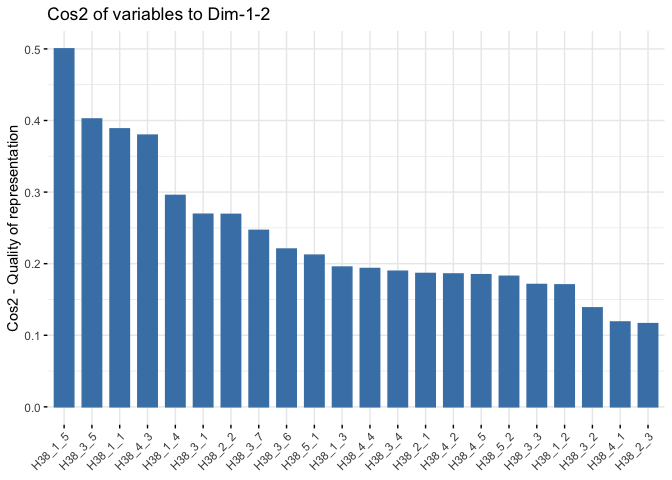 Cos2 of variables to Dim-1-2
Cos2 - Quality of representation
0.5
0.4
0.3
0.2
0.1
0.0
H38_1_5
H38_3_5
H38_1_1
H38_4_3
H38_1_4
H38_3_1
H38_2_2
H38_3_7
H38_3_6
H38_5_1
H38_1_3
H38_4_4
H38_3_4
H38_2_1
H38_4_2
H38_4_5
H38_5_2
H38_3_3
H38_1_2
H38_3_2
H38_4_1
H38_2_3